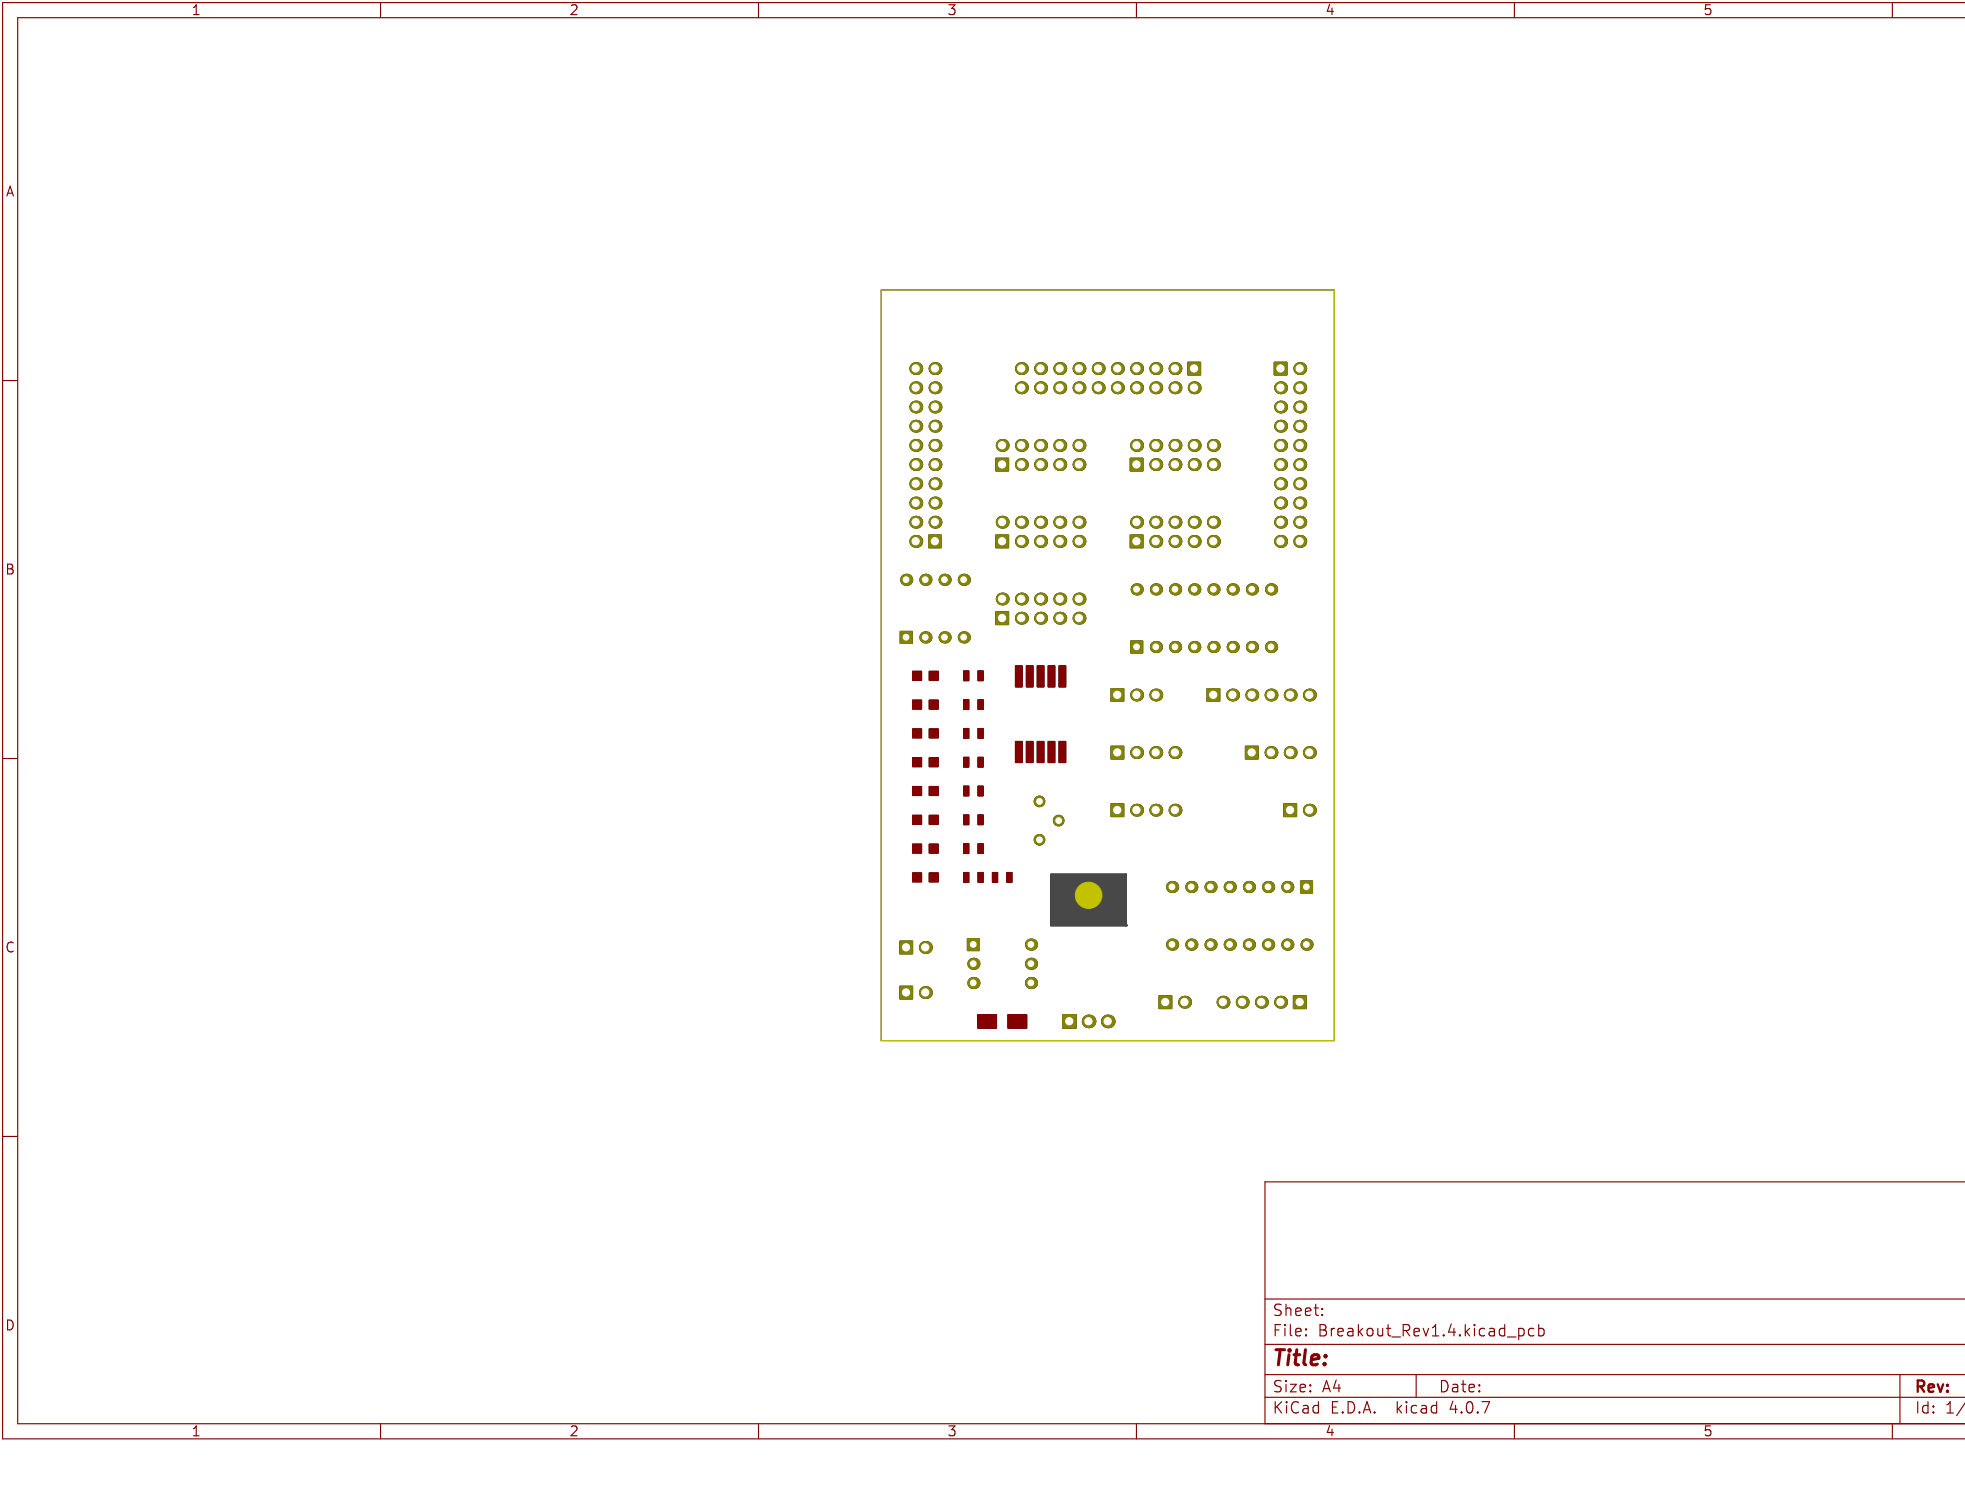 1 2 3 4 5
A
B
C
D
Sheet:
File: Breakout_Rev1.4.kicad_pcb
Title:
Size: A4 Date: Rev:
KiCad E.D.A. kicad 4.0.7 Id: 1/
1 2 3 4 5